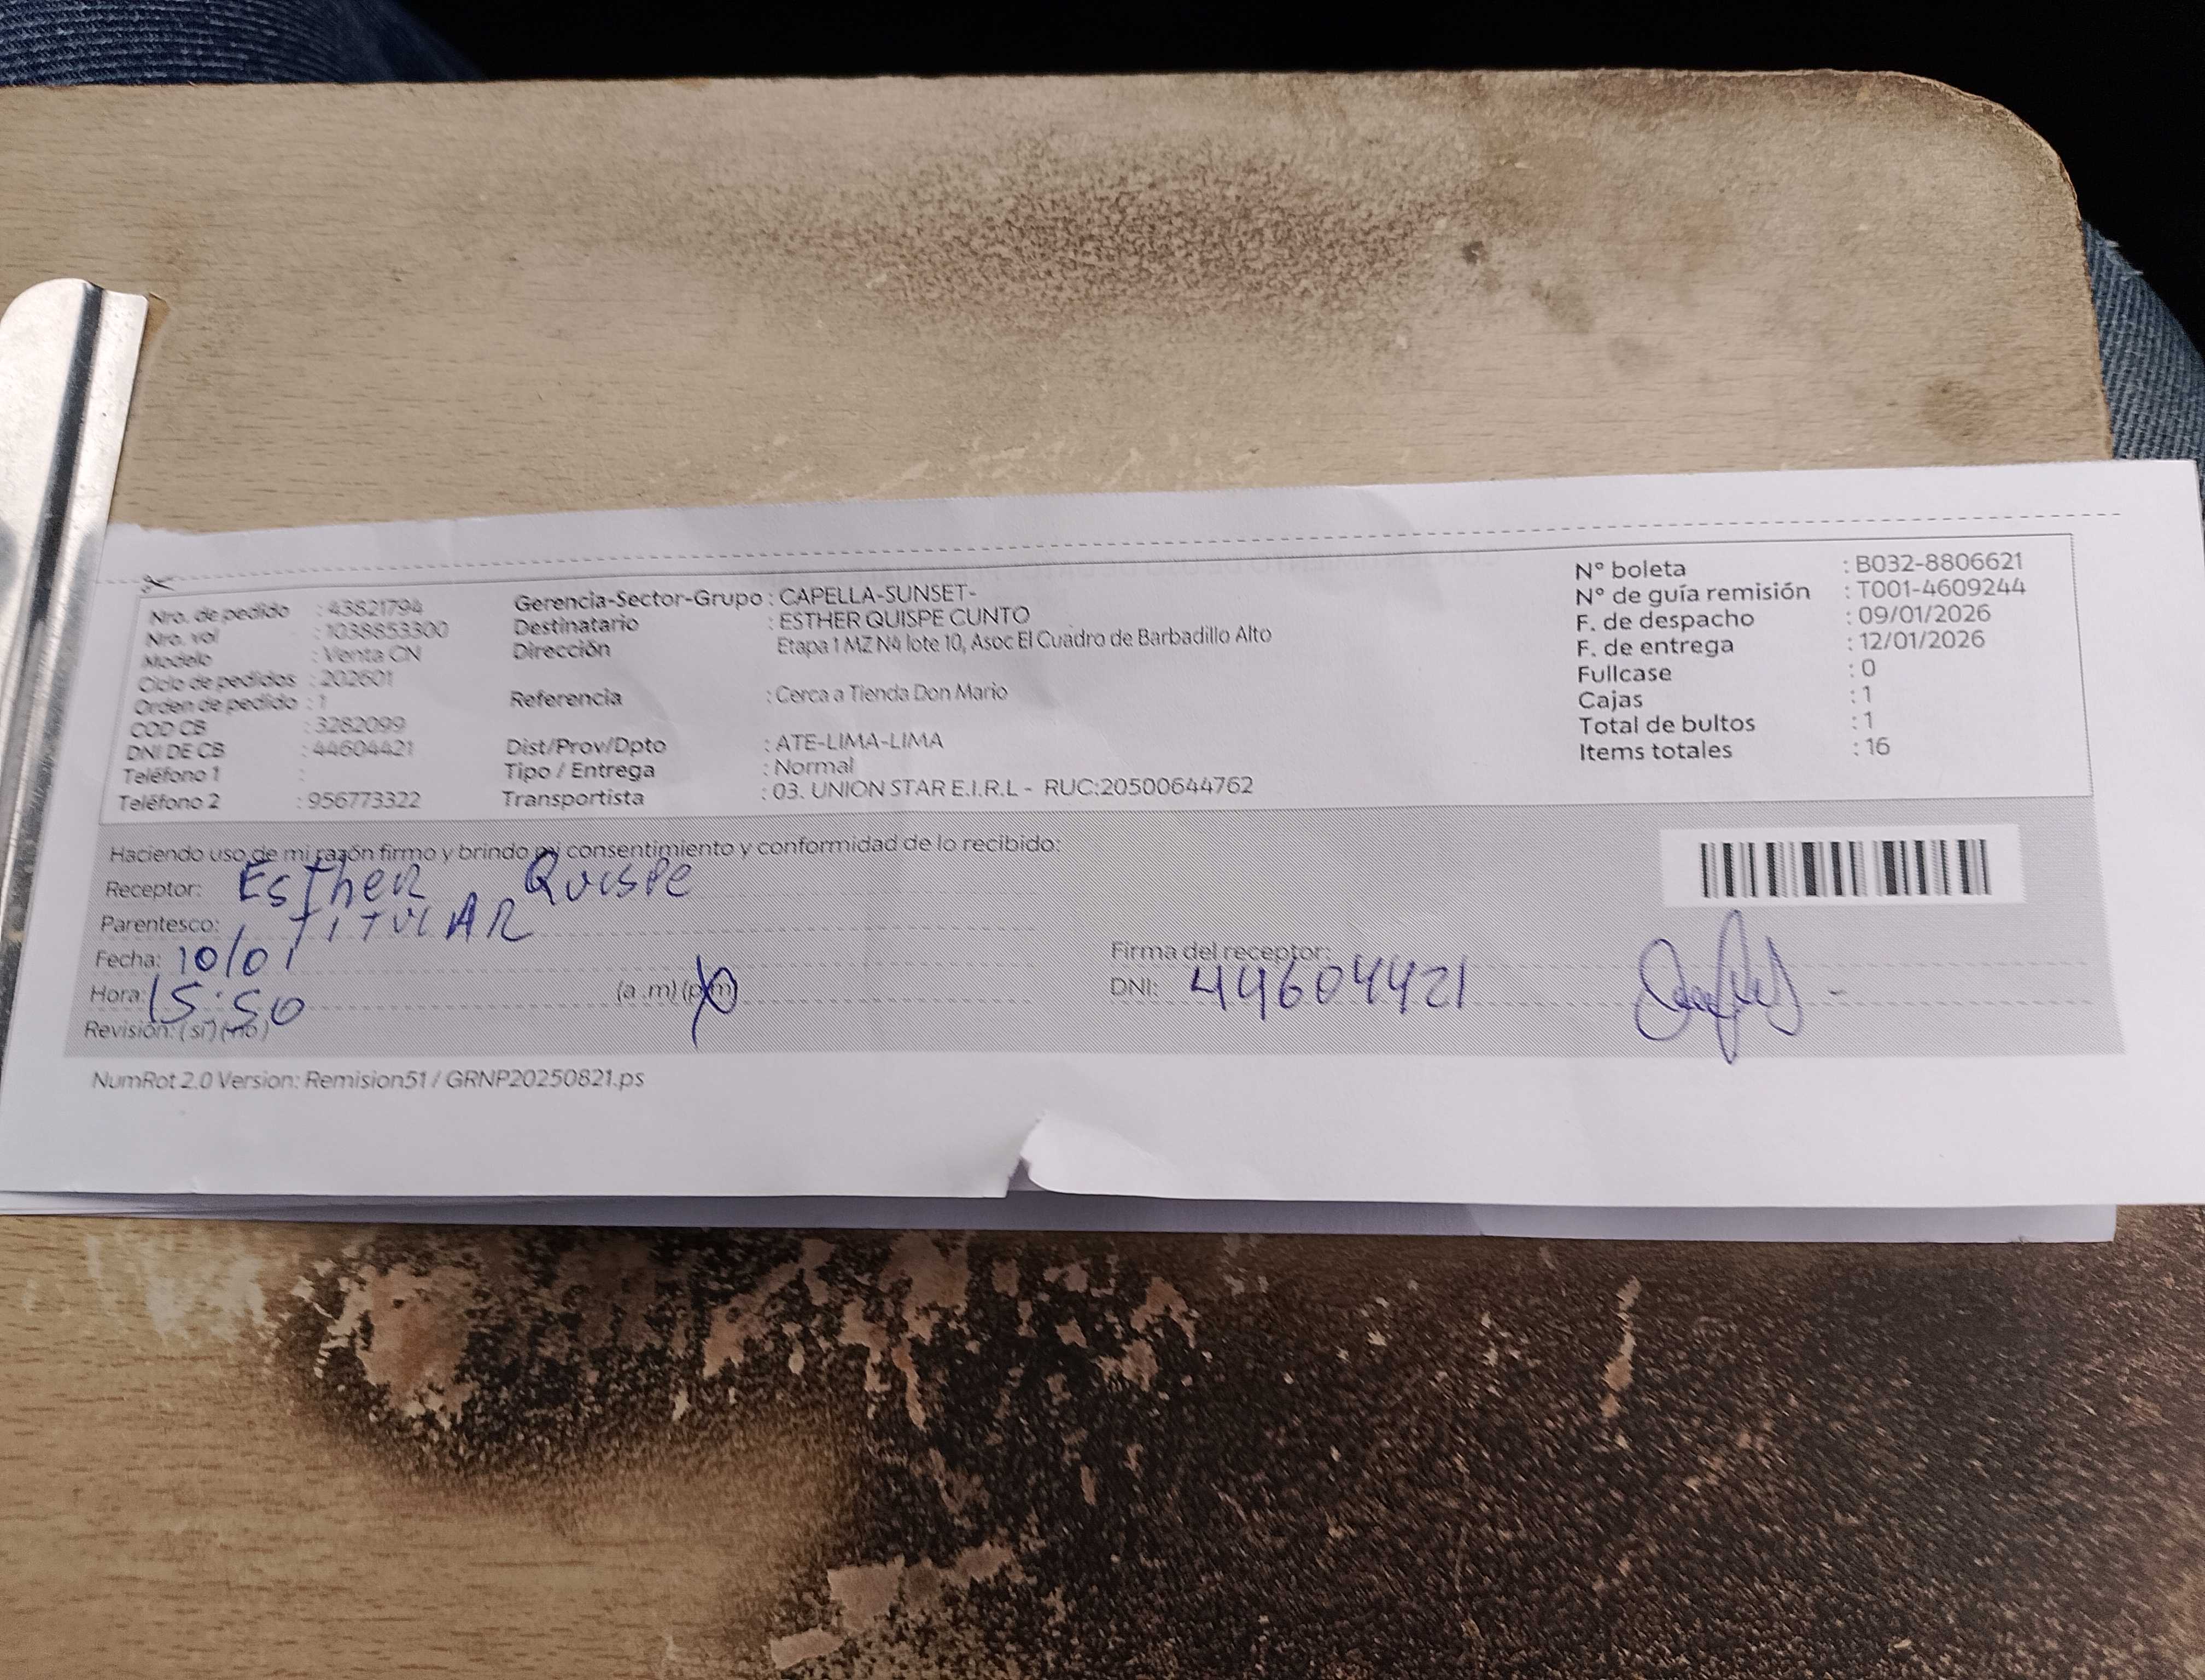 Nro. de pedido : 43821794
Nro. vol : 1038853300
Modelo : Venta CN
Ciclo de pedidos : 202601
Orden de pedido : 1
COD CB : 3282099
DNI DE CB : 44604421
Teléfono 1 :
Teléfono 2 : 956773322
Gerencia-Sector-Grupo : CAPELLA-SUNSET-
Destinatario : ESTHER QUISPE CUNTO
Dirección Etapa 1 MZ N4 lote 10, Asoc El Cuadro de Barbadillo Alto
Referencia : Cerca a Tienda Don Mario
Dist/Prov/Dpto : ATE-LIMA-LIMA
Tipo / Entrega : Normal
Transportista : 03. UNION STAR E.I.R.L - RUC:20500644762
N° boleta : B032-8806621
N° de guía remisión : T001-4609244
F. de despacho : 09/01/2026
F. de entrega : 12/01/2026
Fullcase : 0
Cajas : 1
Total de bultos : 1
Items totales : 16
Haciendo uso de mi razón firmo y brindo mi consentimiento y conformidad de lo recibido:
Receptor: Esther Quispe
Parentesco: TITULAR
Fecha: 10/01
Hora: 15:50 (a .m) (p.m)
Revisión: (si) (no)
Firma del receptor:
DNI: 44604421
NumRot 2.0 Version: Remision51 / GRNP20250821.ps